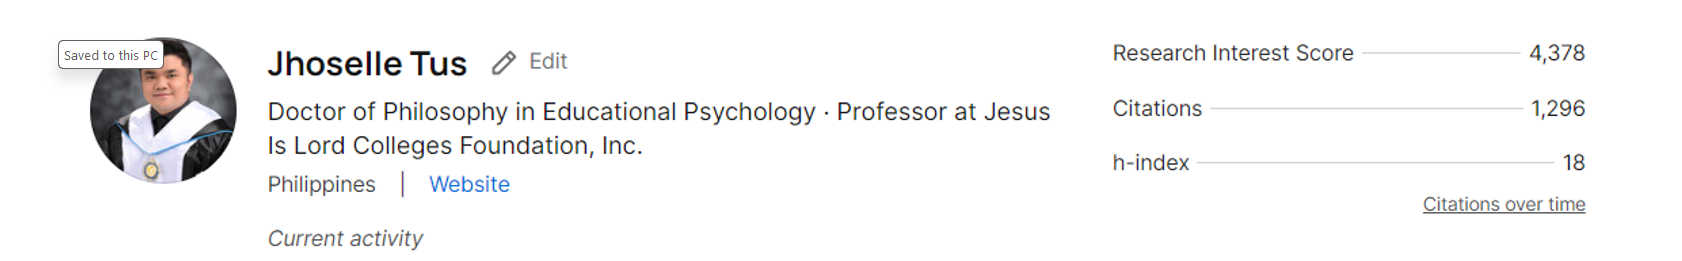 Saved to this PC
Jhoselle Tus Edit
Doctor of Philosophy in Educational Psychology · Professor at Jesus
Is Lord Colleges Foundation, Inc.
Philippines | Website
Current activity
Research Interest Score 4,378
Citations 1,296
h-index 18
Citations over time